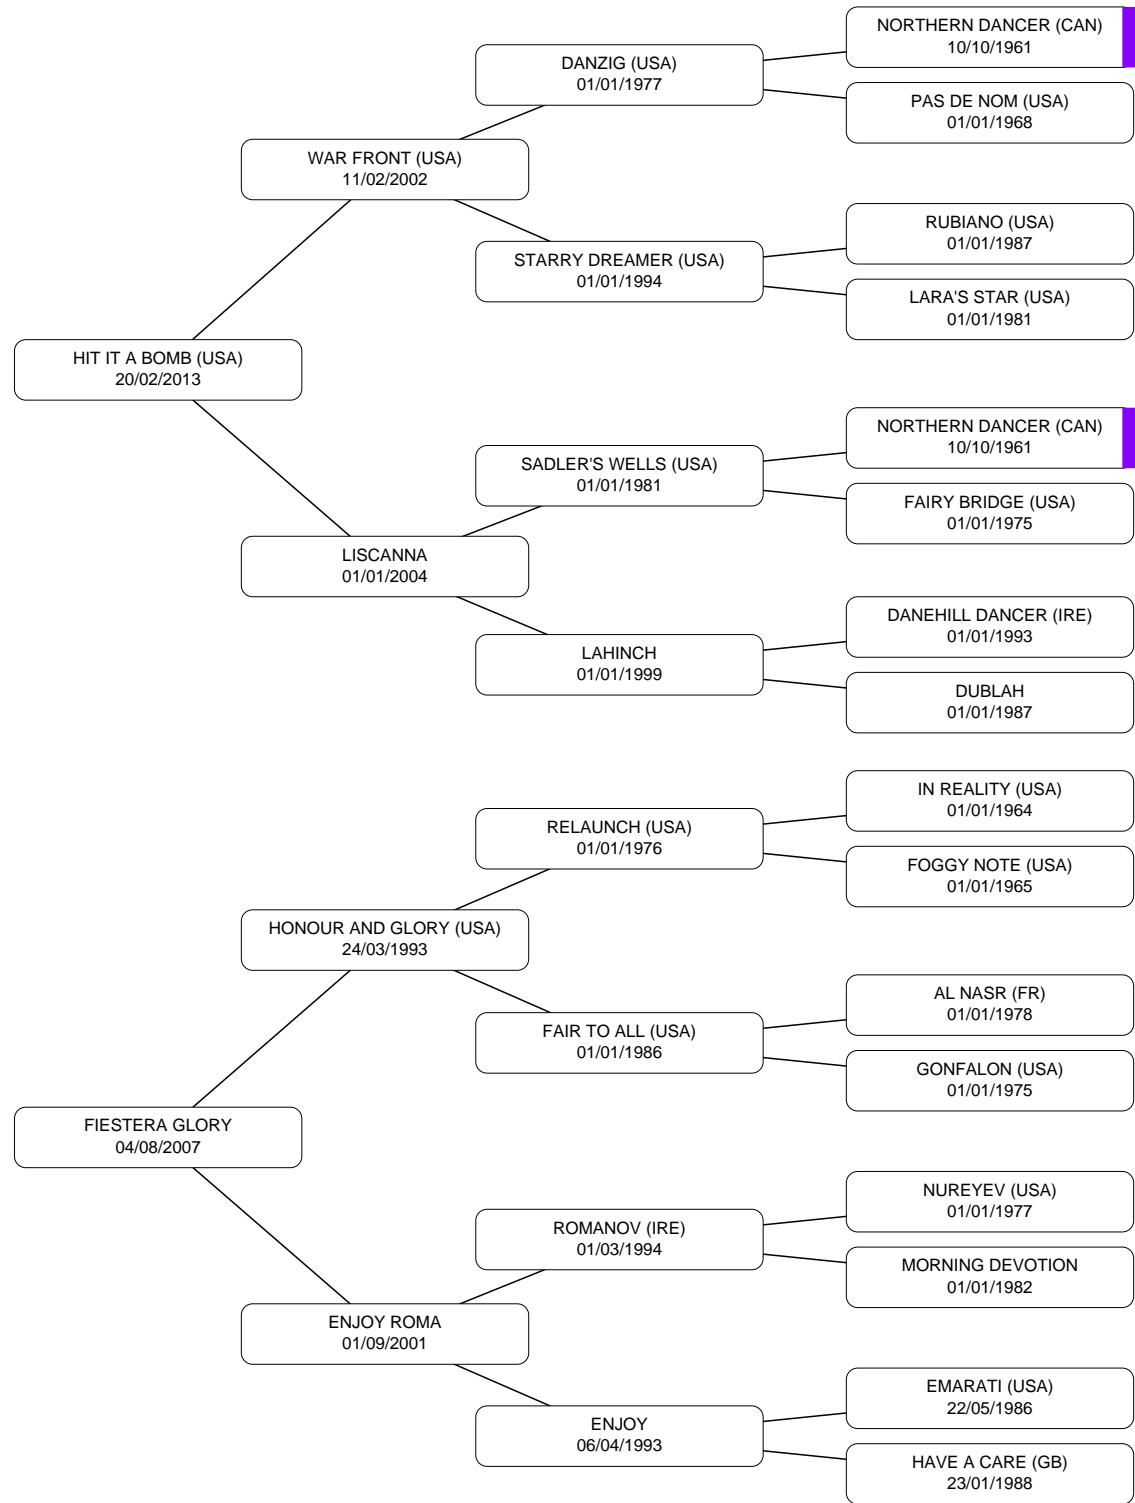 NORTHERN DANCER (CAN)
10/10/1961
DANZIG (USA)
01/01/1977
PAS DE NOM (USA)
01/01/1968
WAR FRONT (USA)
11/02/2002
RUBIANO (USA)
01/01/1987
STARRY DREAMER (USA)
01/01/1994
LARA'S STAR (USA)
01/01/1981
HIT IT A BOMB (USA)
20/02/2013
NORTHERN DANCER (CAN)
10/10/1961
SADLER'S WELLS (USA)
01/01/1981
FAIRY BRIDGE (USA)
01/01/1975
LISCANNA
01/01/2004
DANEHILL DANCER (IRE)
01/01/1993
LAHINCH
01/01/1999
DUBLAH
01/01/1987
IN REALITY (USA)
01/01/1964
RELAUNCH (USA)
01/01/1976
FOGGY NOTE (USA)
01/01/1965
HONOUR AND GLORY (USA)
24/03/1993
AL NASR (FR)
01/01/1978
FAIR TO ALL (USA)
01/01/1986
GONFALON (USA)
01/01/1975
FIESTERA GLORY
04/08/2007
NUREYEV (USA)
01/01/1977
ROMANOV (IRE)
01/03/1994
MORNING DEVOTION
01/01/1982
ENJOY ROMA
01/09/2001
EMARATI (USA)
22/05/1986
ENJOY
06/04/1993
HAVE A CARE (GB)
23/01/1988